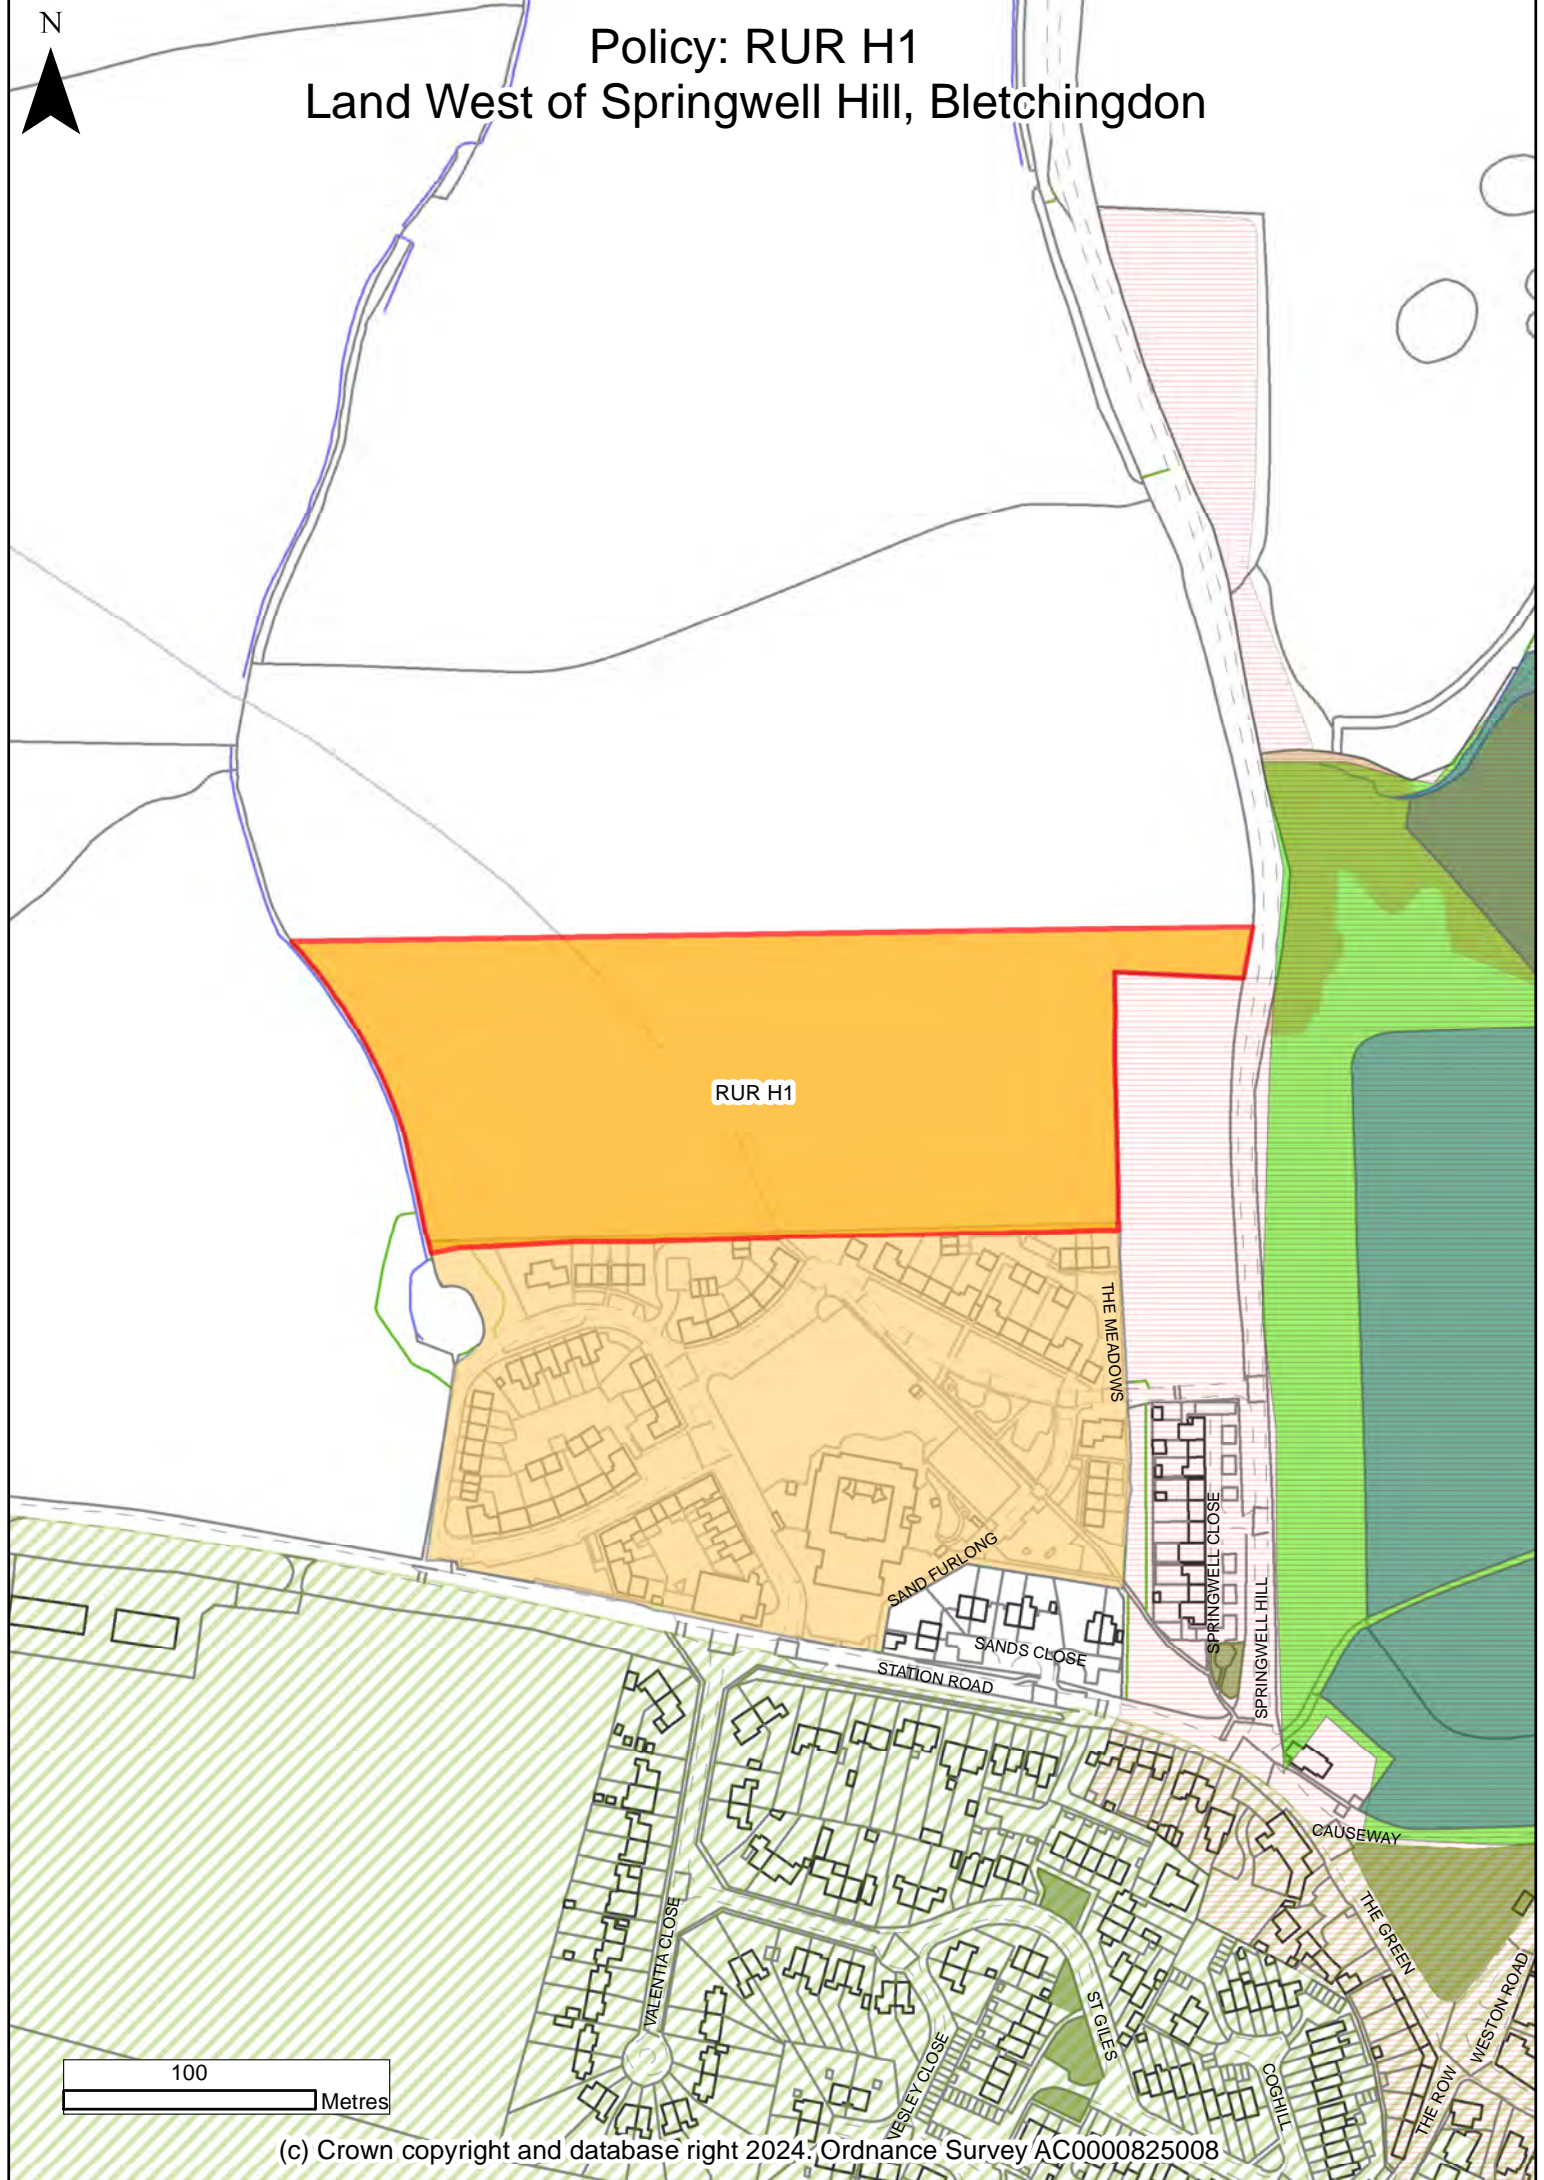 N
Policy: RUR H1
Land West of Springwell Hill, Bletchingdon
RUR H1
THE MEADOWS
SAND FURLONG
SPRINGWELL CLOSE
SPRINGWELL HILL
SANDS CLOSE
STATION ROAD
CAUSEWAY
THE GREEN
VALENTIA CLOSE
WESTON ROAD
ST GILES
NESLEY CLOSE
COGHILL
THE ROW
100
Metres
(c) Crown copyright and database right 2024. Ordnance Survey AC0000825008